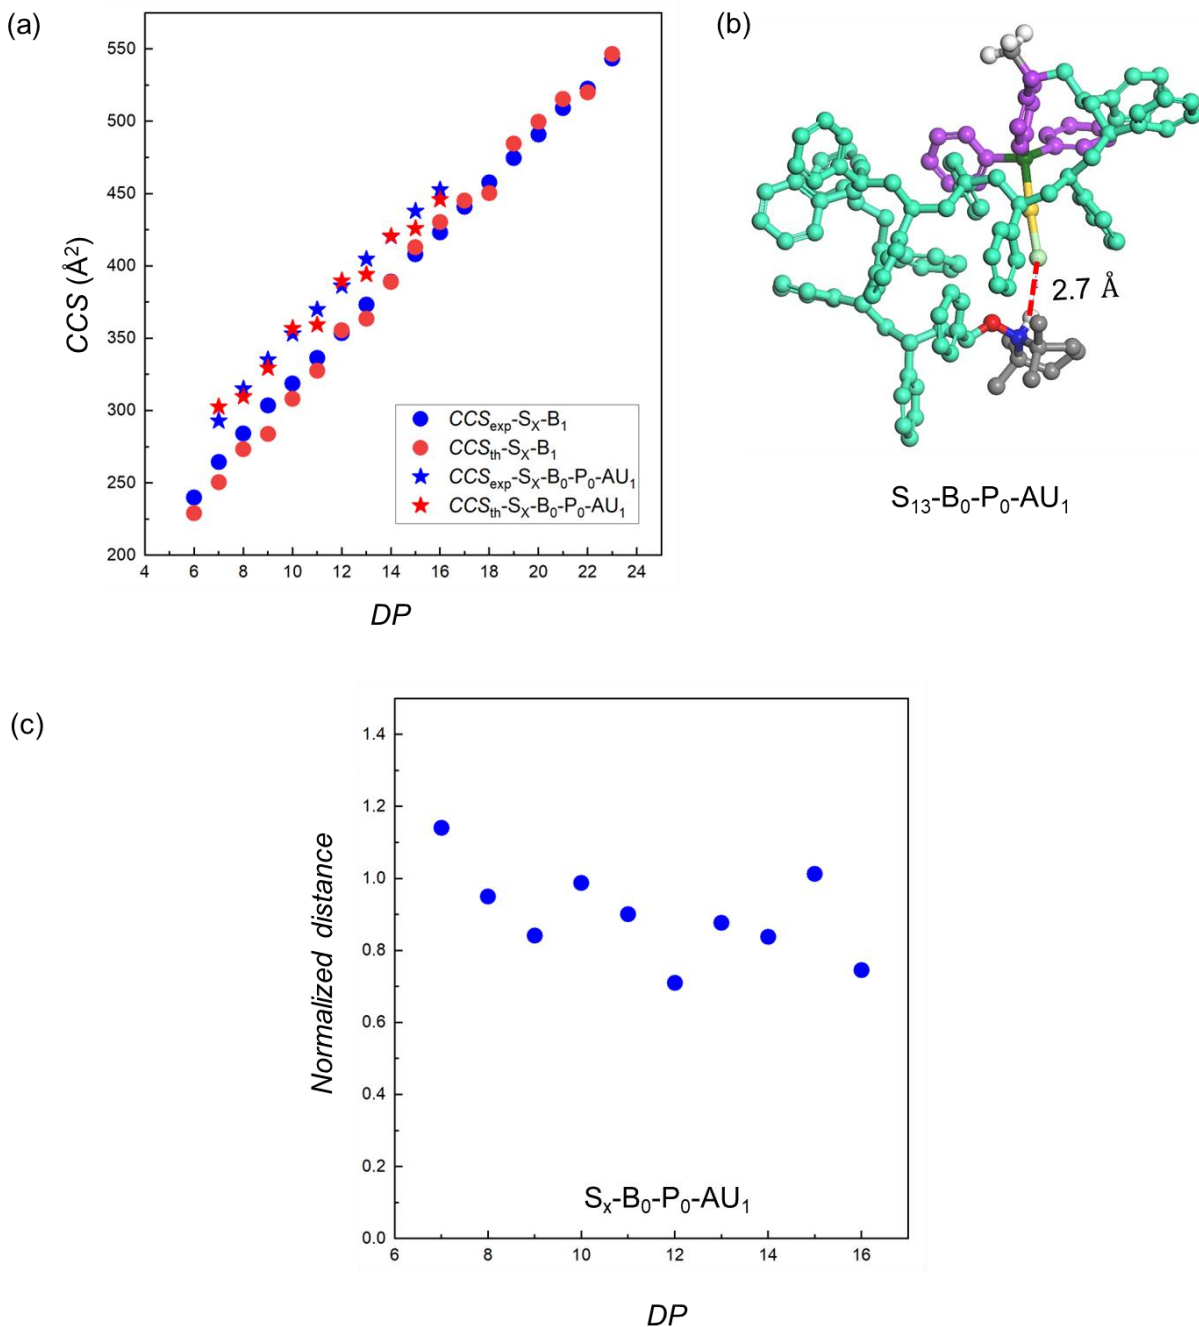 (a)
CCS (Å²)
550
500
450
400
350
300
250
200
4 6 8 10 12 14 16 18 20 22 24
DP
CCSexp-SX-B1
CCSth-SX-B1
CCSexp-SX-B0-P0-AU1
CCSth-SX-B0-P0-AU1
(b)
2.7 Å
S13-B0-P0-AU1
(c)
Normalized distance
1.4
1.2
1.0
0.8
0.6
0.4
0.2
0.0
6 8 10 12 14 16
Sx-B0-P0-AU1
DP